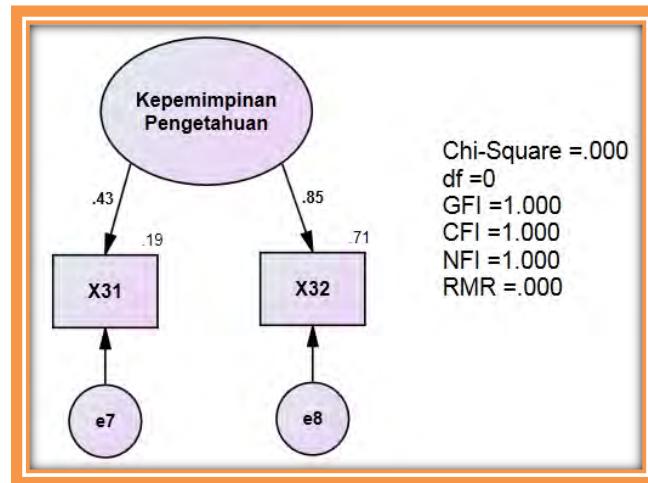 Kepemimpinan
Pengetahuan
.43
.85
.19
.71
X31
X32
e7
e8
Chi-Square =.000
df =0
GFI =1.000
CFI =1.000
NFI =1.000
RMR =.000